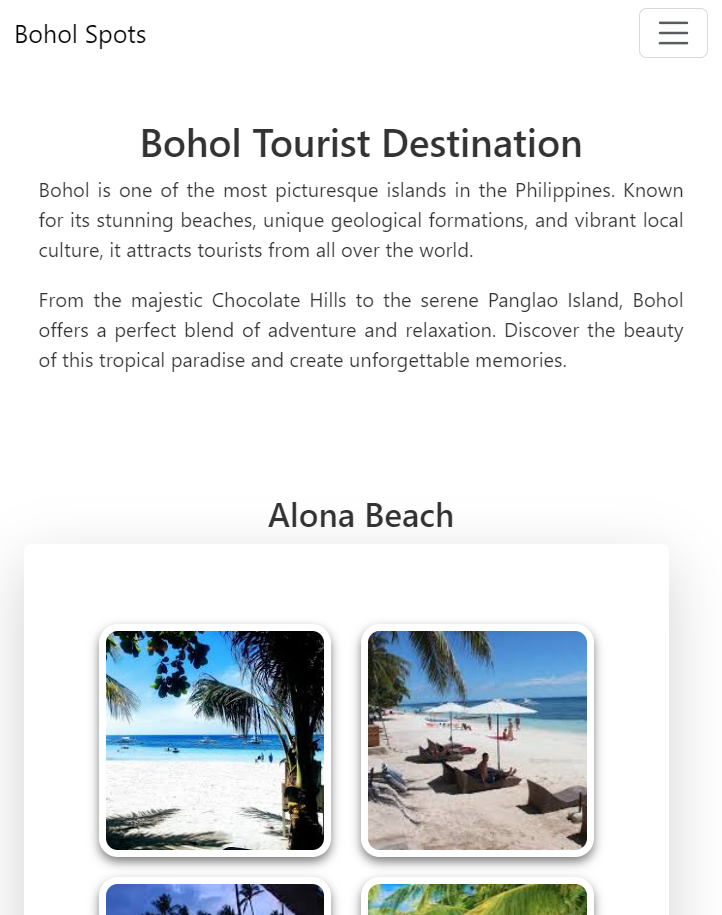 Bohol Spots
Bohol Tourist Destination
Bohol is one of the most picturesque islands in the Philippines. Known
for its stunning beaches, unique geological formations, and vibrant local
culture, it attracts tourists from all over the world.
From the majestic Chocolate Hills to the serene Panglao Island, Bohol
offers a perfect blend of adventure and relaxation. Discover the beauty
of this tropical paradise and create unforgettable memories.
Alona Beach